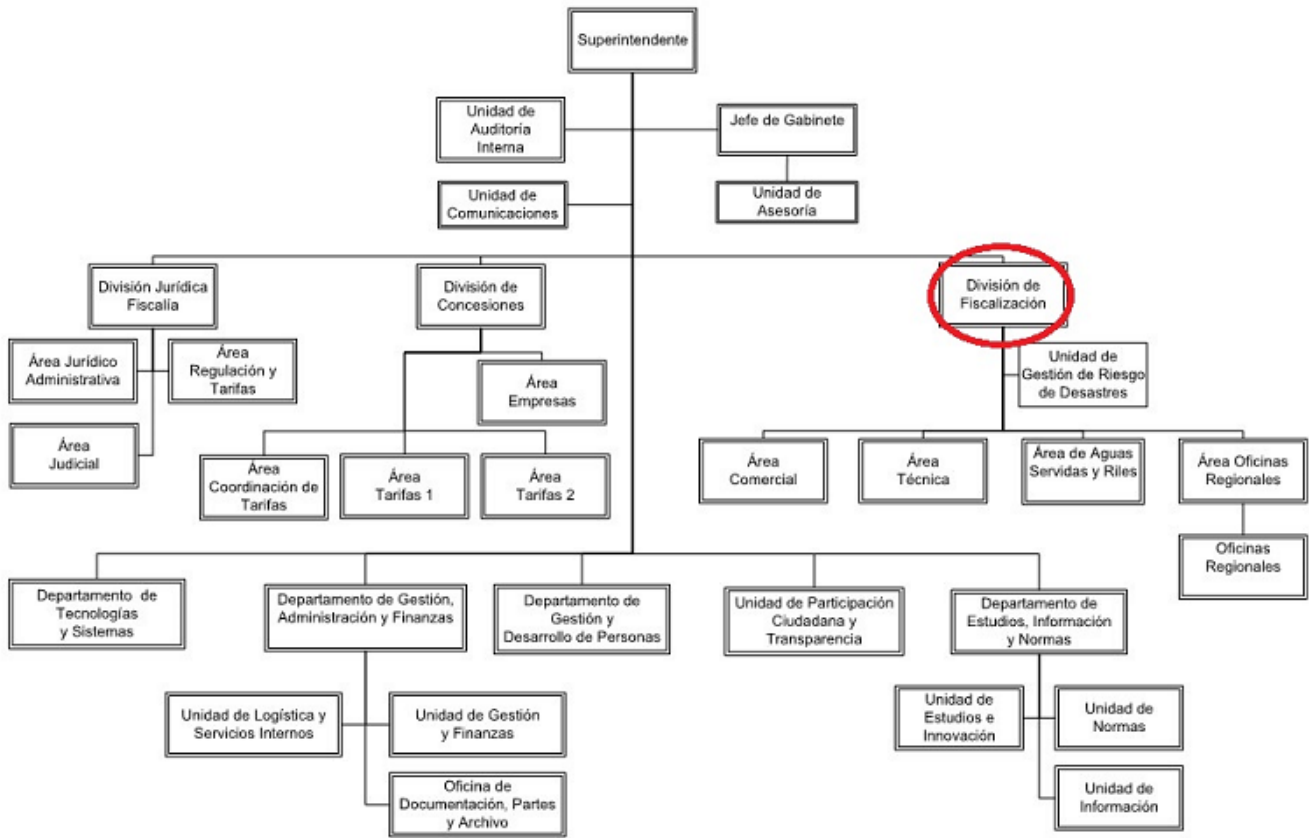 Superintendente
Unidad de
Auditoría
Interna
Jefe de Gabinete
Unidad de
Comunicaciones
Unidad de
Asesoría
División Jurídica
Fiscalía
División de
Concesiones
División de
Fiscalización
Área Jurídico
Administrativa
Área
Regulación y
Tarifas
Área
Judicial
Área
Empresas
Área
Coordinación de
Tarifas
Área
Tarifas 1
Área
Tarifas 2
Unidad de
Gestión de Riesgo
de Desastres
Área
Comercial
Área
Técnica
Área de Aguas
Servidas y Riles
Área Oficinas
Regionales
Oficinas
Regionales
Departamento de
Tecnologías
y Sistemas
Departamento de Gestión,
Administración y Finanzas
Departamento de
Gestión y
Desarrollo de Personas
Unidad de Participación
Ciudadana y
Transparencia
Departamento de
Estudios, Información
y Normas
Unidad de Logística y
Servicios Internos
Unidad de Gestión
y Finanzas
Oficina de
Documentación, Partes
y Archivo
Unidad de
Estudios e
Innovación
Unidad de
Normas
Unidad de
Información